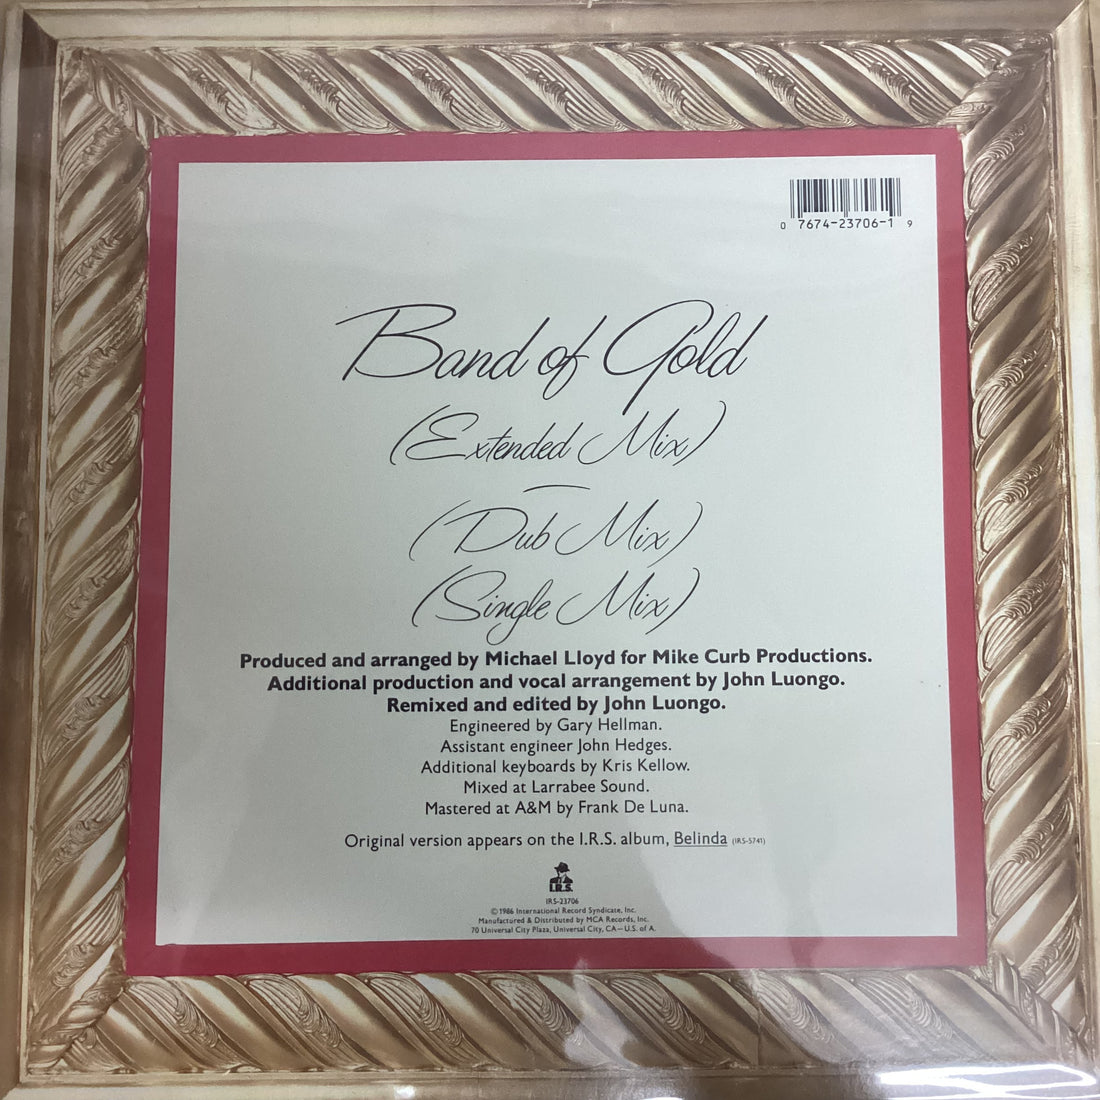 0 7674-23706-1 9
Band of Gold
(Extended Mix)
(Dub Mix)
(Single Mix)
Produced and arranged by Michael Lloyd for Mike Curb Productions.
Additional production and vocal arrangement by John Luongo.
Remixed and edited by John Luongo.
Engineered by Gary Hellman.
Assistant engineer John Hedges.
Additional keyboards by Kris Kellow.
Mixed at Larrabee Sound.
Mastered at A&M by Frank De Luna.
Original version appears on the I.R.S. album, Belinda (IRS-5741)
I.R.S.
IRS-23706
©1986 International Record Syndicate, Inc.
Manufactured & Distributed by MCA Records, Inc.
70 Universal City Plaza, Universal City, CA—U.S. of A.